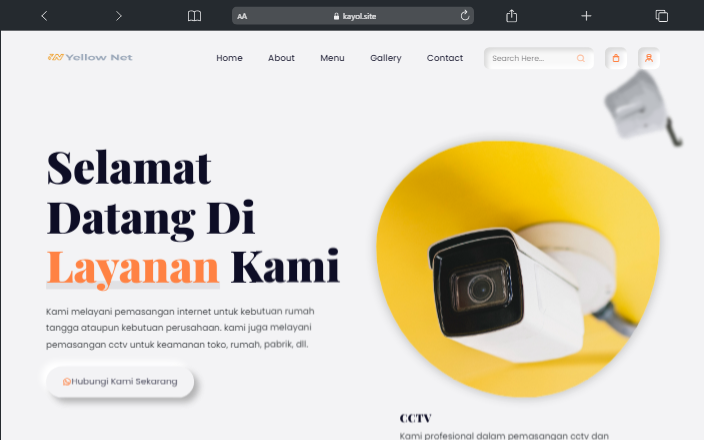 AA
kayol.site
Yellow Net
Home About Menu Gallery Contact
Search Here...
Selamat
Datang Di
Layanan Kami
Kami melayani pemasangan internet untuk kebutuan rumah
tangga ataupun kebutuan perusahaan. kami juga melayani
pemasangan cctv untuk keamanan toko, rumah, pabrik, dll.
Hubungi Kami Sekarang
CCTV
Kami profesional dalam pemasangan cctv dan